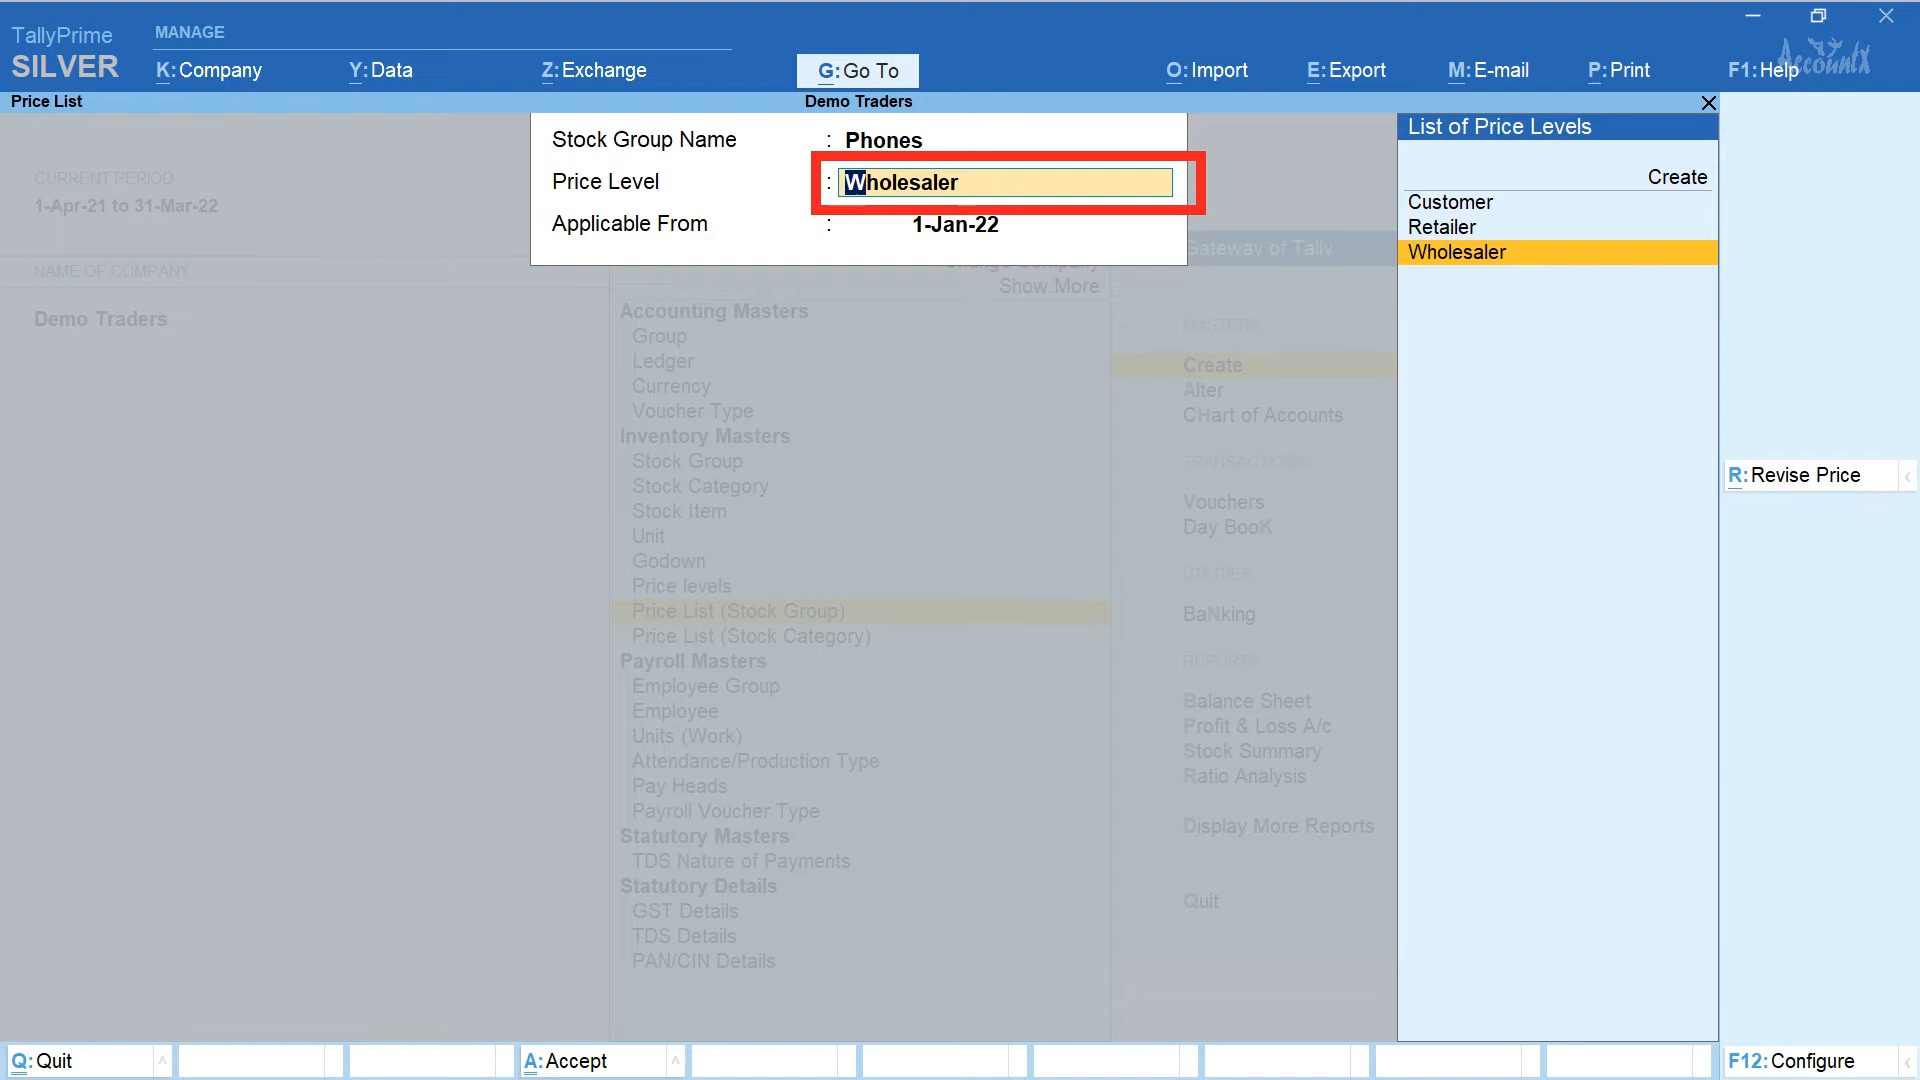 TallyPrime
SILVER
MANAGE
K:Company
Y:Data
Z:Exchange
G:Go To
O:Import
E:Export
M:E-mail
P:Print
F1:Help
AccountX
Price List
Demo Traders
Stock Group Name : Phones
Price Level : Wholesaler
Applicable From : 1-Jan-22
List of Price Levels
Create
Customer
Retailer
Wholesaler
CURRENT PERIOD
1-Apr-21 to 31-Mar-22
NAME OF COMPANY
Demo Traders
Change Company
Show More
Accounting Masters
Group
Ledger
Currency
Voucher Type
Inventory Masters
Stock Group
Stock Category
Stock Item
Unit
Godown
Price levels
Price List (Stock Group)
Price List (Stock Category)
Payroll Masters
Employee Group
Employee
Units (Work)
Attendance/Production Type
Pay Heads
Payroll Voucher Type
Statutory Masters
TDS Nature of Payments
Statutory Details
GST Details
TDS Details
PAN/CIN Details
Gateway of Tally
MASTERS
Create
Alter
CHart of Accounts
TRANSACTIONS
Vouchers
Day BooK
UTILITIES
BaNking
REPORTS
Balance Sheet
Profit & Loss A/c
Stock Summary
Ratio Analysis
Display More Reports
Quit
R:Revise Price
Q:Quit
A:Accept
F12:Configure